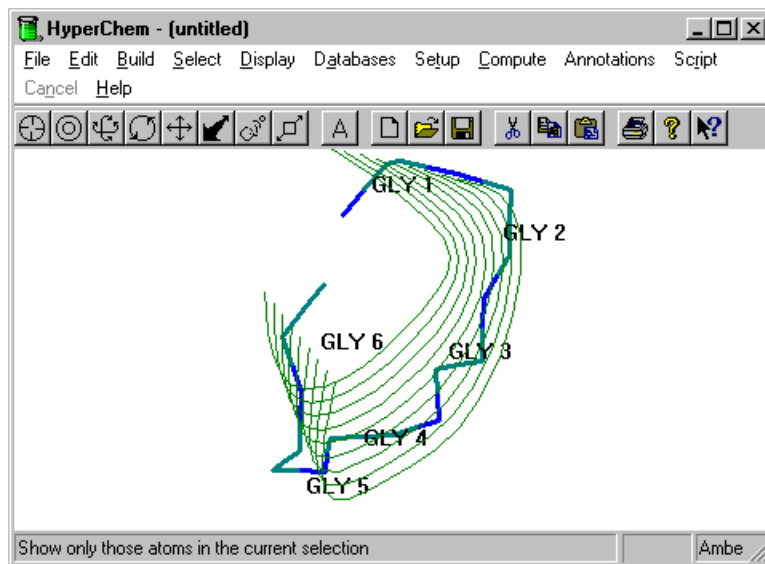 HyperChem - (untitled)
File Edit Build Select Display Databases Setup Compute Annotations Script
Cancel Help
A
GLY 1
GLY 2
GLY 6
GLY 3
GLY 4
GLY 5
Show only those atoms in the current selection Ambe